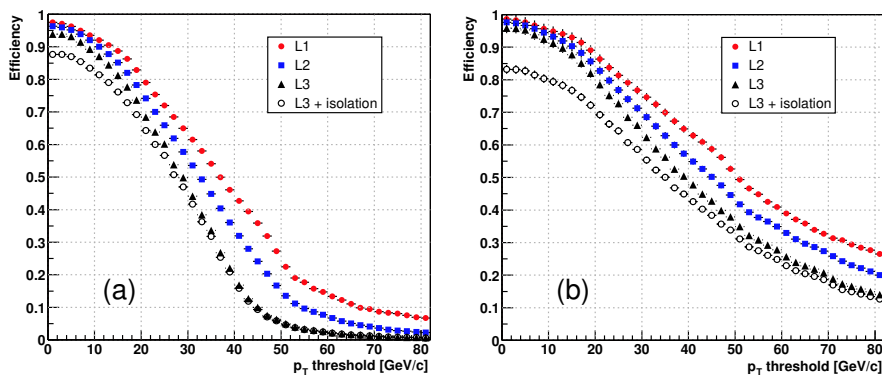 Efficiency
1
0.9
0.8
0.7
0.6
0.5
0.4
0.3
0.2
0.1
0
L1
L2
L3
L3 + isolation
(a)
0 10 20 30 40 50 60 70 80
pT threshold [GeV/c]
Efficiency
1
0.9
0.8
0.7
0.6
0.5
0.4
0.3
0.2
0.1
0
L1
L2
L3
L3 + isolation
(b)
0 10 20 30 40 50 60 70 80
pT threshold [GeV/c]